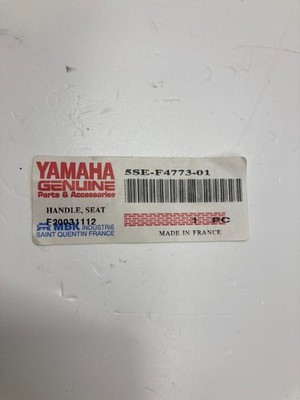 YAMAHA
GENUINE
Parts & Accessories
5SE-F4773-01
HANDLE, SEAT
F20031112
MBK INDUSTRIE
SAINT QUENTIN FRANCE
1 PC
MADE IN FRANCE